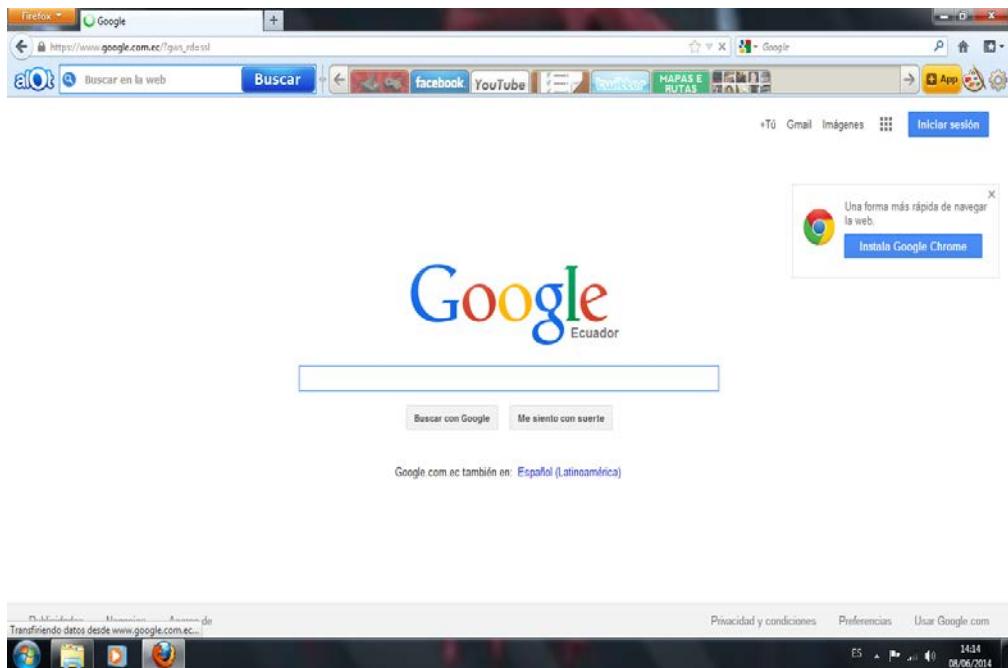 Firefox
Google
https://www.google.com.ec/?gws_rd=ssl
Google
alot
Buscar en la web
Buscar
facebook
YouTube
twitter
MAPAS E
RUTAS
App
+Tú Gmail Imágenes
Iniciar sesión
Una forma más rápida de navegar
la web.
Instala Google Chrome
Google
Ecuador
Buscar con Google
Me siento con suerte
Google.com.ec también en: Español (Latinoamérica)
Privacidad y condiciones Preferencias Usar Google.com
Transfiriendo datos desde www.google.com.ec...
ES
14:14
08/06/2014